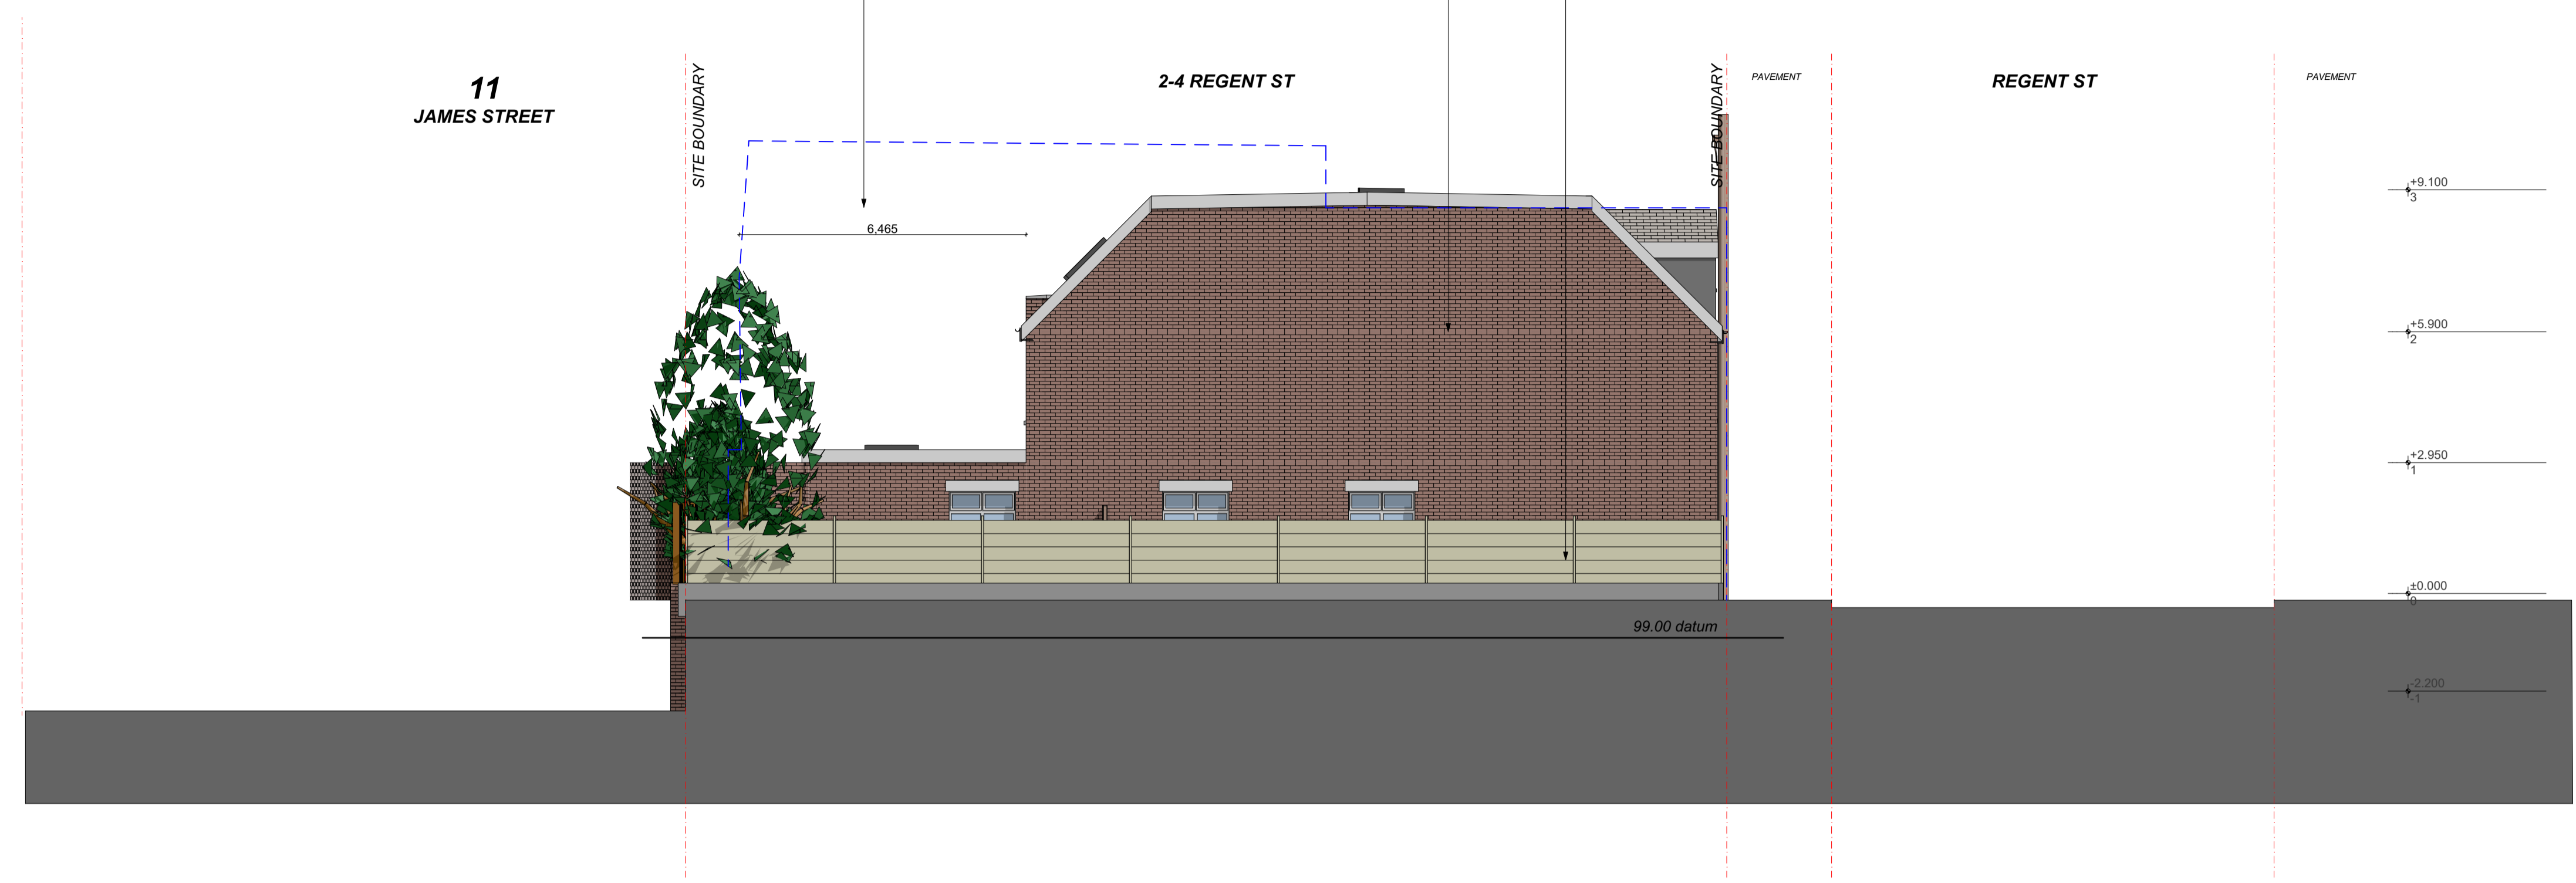 11
JAMES STREET
SITE BOUNDARY
2-4 REGENT ST
SITE BOUNDARY
PAVEMENT
REGENT ST
PAVEMENT
6,465
+9.100
3
+5.900
2
+2.950
1
±0.000
0
99.00 datum
-2.200
-1